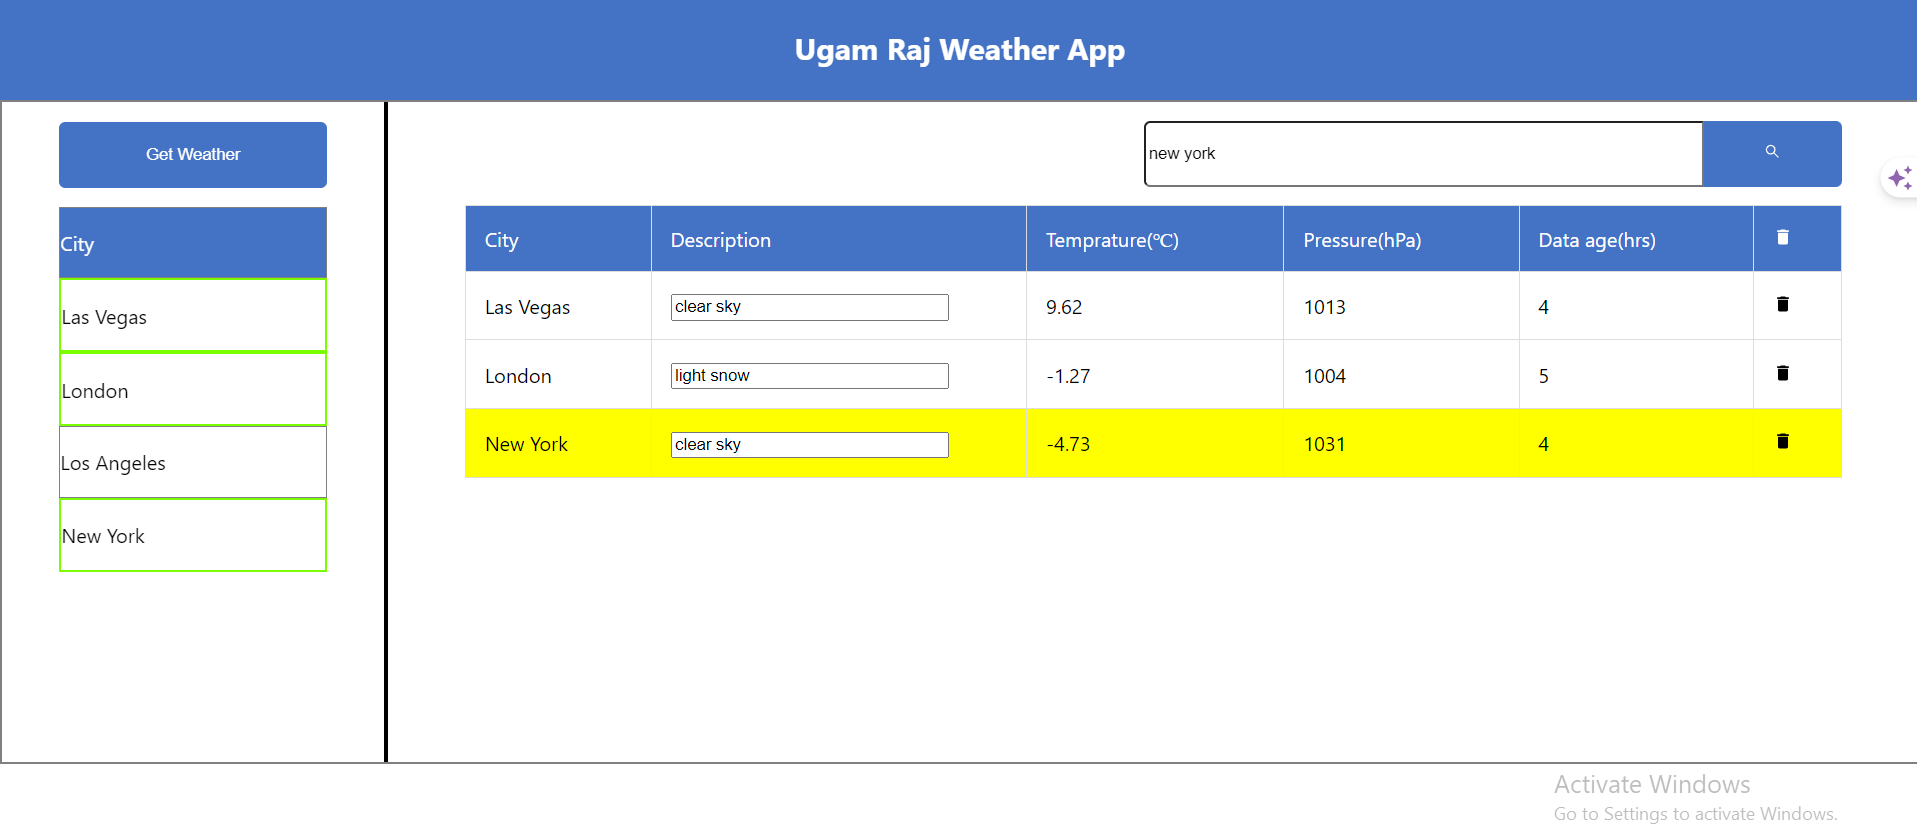 Ugam Raj Weather App
Get Weather
City
Las Vegas
London
Los Angeles
New York
new york
City Description Temprature(℃) Pressure(hPa) Data age(hrs)
Las Vegas clear sky 9.62 1013 4
London light snow -1.27 1004 5
New York clear sky -4.73 1031 4
Activate Windows
Go to Settings to activate Windows.